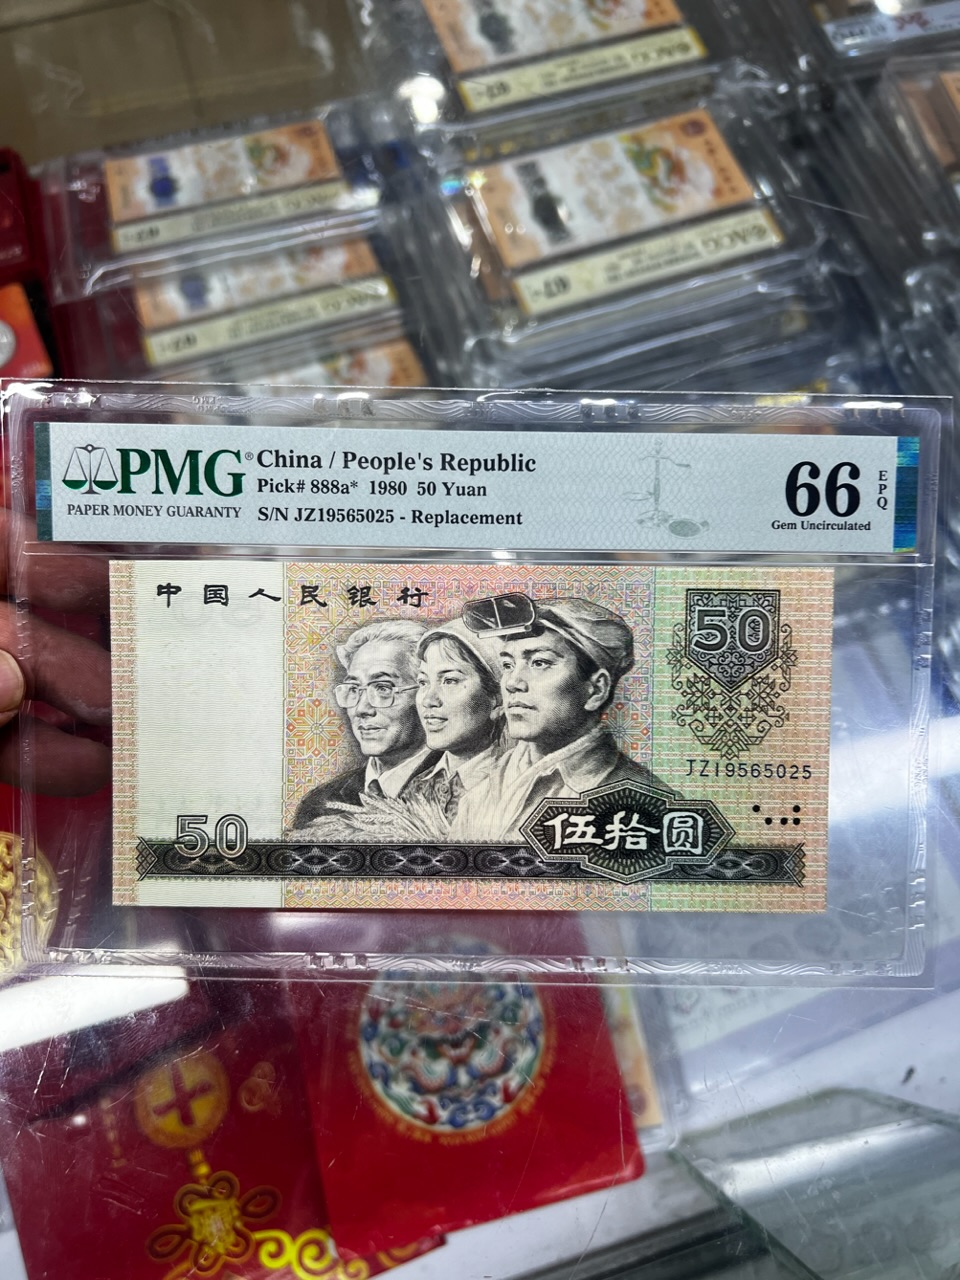 PMG® China / People's Republic
Pick# 888a* 1980 50 Yuan
PAPER MONEY GUARANTY
S/N JZ19565025 - Replacement
66 EPQ
Gem Uncirculated
中国人民银行
50
JZ19565025
50
伍拾圆
ACG